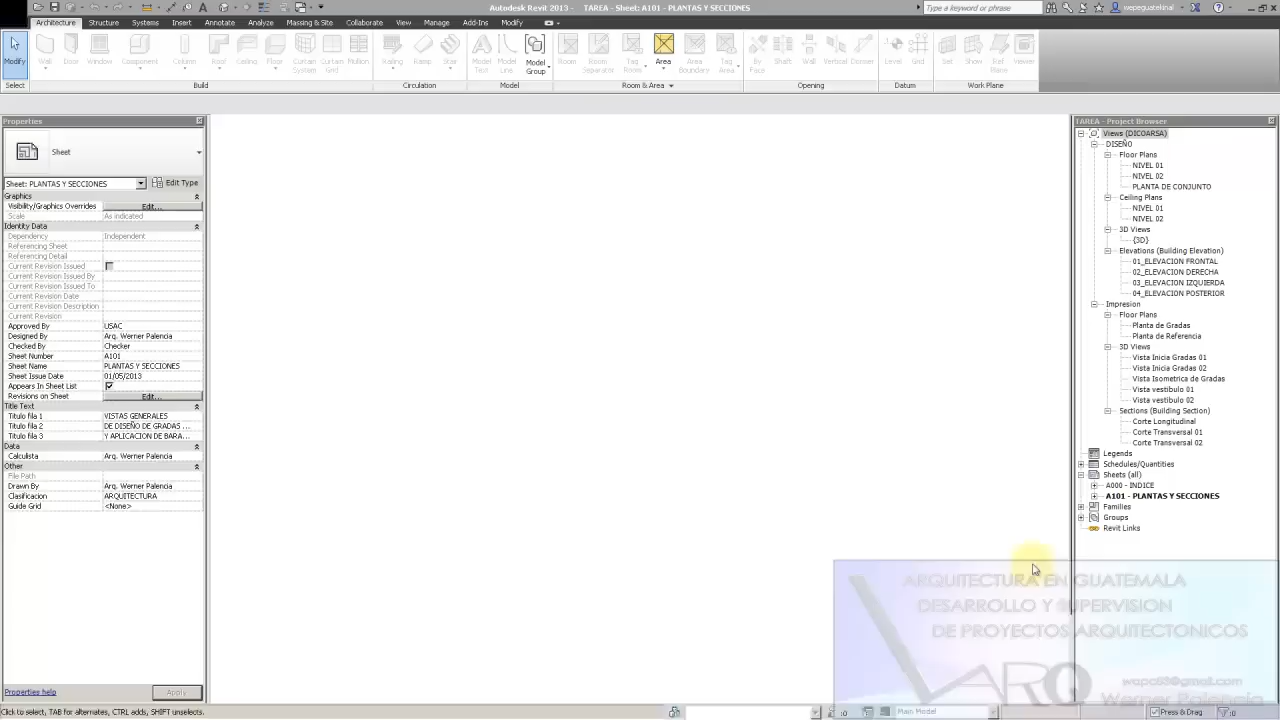 Autodesk Revit 2013 - TAREA - Sheet: A101 - PLANTAS Y SECCIONES
Type a keyword or phrase
wepeguatekinal
Architecture Structure Systems Insert Annotate Analyze Massing & Site Collaborate View Manage Add-Ins Modify
Modify Wall Door Window Component Column Roof Ceiling Floor Curtain System Curtain Grid Mullion Railing Ramp Stair Model Text Model Line Model Group Room Room Separator Tag Room Area Area Boundary Tag Area By Face Shaft Wall Vertical Dormer Level Grid Set Show Ref Plane Viewer
Select Build Circulation Model Room & Area Opening Datum Work Plane
Properties
Sheet
Sheet: PLANTAS Y SECCIONES Edit Type
Graphics
Visibility/Graphics Overrides Edit...
Scale As indicated
Identity Data
Dependency Independent
Referencing Sheet
Referencing Detail
Current Revision Issued
Current Revision Issued By
Current Revision Issued To
Current Revision Date
Current Revision Description
Current Revision
Approved By USAC
Designed By Arq. Werner Palencia
Checked By Checker
Sheet Number A101
Sheet Name PLANTAS Y SECCIONES
Sheet Issue Date 01/05/2013
Appears In Sheet List
Revisions on Sheet Edit...
Title Text
Titulo fila 1 VISTAS GENERALES
Titulo fila 2 DE DISEÑO DE GRADAS ...
Titulo fila 3 Y APLICACION DE BARA...
Data
Calculista Arq. Werner Palencia
Other
File Path
Drawn By Arq. Werner Palencia
Clasificacion ARQUITECTURA
Guide Grid <None>
Properties help Apply
TAREA - Project Browser
Views (DICOARSA)
DISEÑO
Floor Plans
NIVEL 01
NIVEL 02
PLANTA DE CONJUNTO
Ceiling Plans
NIVEL 01
NIVEL 02
3D Views
{3D}
Elevations (Building Elevation)
01_ELEVACION FRONTAL
02_ELEVACION DERECHA
03_ELEVACION IZQUIERDA
04_ELEVACION POSTERIOR
Impresion
Floor Plans
Planta de Gradas
Planta de Referencia
3D Views
Vista Inicia Gradas 01
Vista Inicia Gradas 02
Vista Isometrica de Gradas
Vista vestibulo 01
Vista vestibulo 02
Sections (Building Section)
Corte Longitudinal
Corte Transversal 01
Corte Transversal 02
Legends
Schedules/Quantities
Sheets (all)
A000 - INDICE
A101 - PLANTAS Y SECCIONES
Families
Groups
Revit Links
ARQUITECTURA EN GUATEMALA
DESARROLLO Y SUPERVISION
DE PROYECTOS ARQUITECTONICOS
ARQ
Werner Palencia
Click to select, TAB for alternates, CTRL adds, SHIFT unselects.
:0 Main Model Press & Drag :0